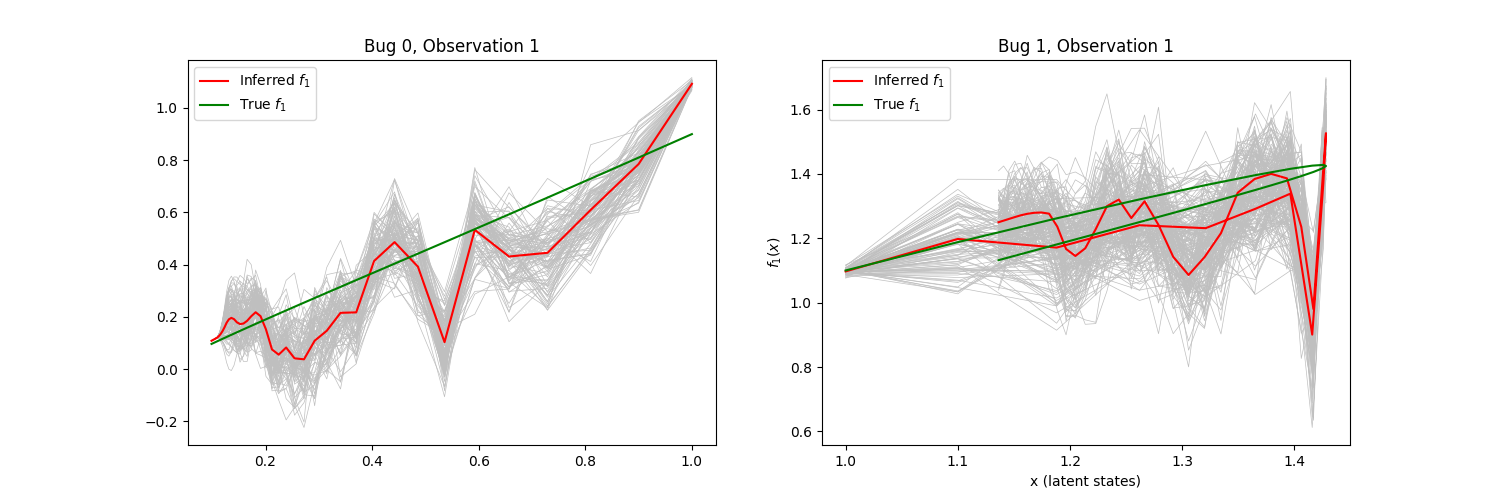 Bug 0, Observation 1
Inferred f₁
True f₁
1.0
0.8
0.6
0.4
0.2
0.0
−0.2
0.2 0.4 0.6 0.8 1.0
Bug 1, Observation 1
Inferred f₁
True f₁
f₁(x)
1.6
1.4
1.2
1.0
0.8
0.6
1.0 1.1 1.2 1.3 1.4
x (latent states)